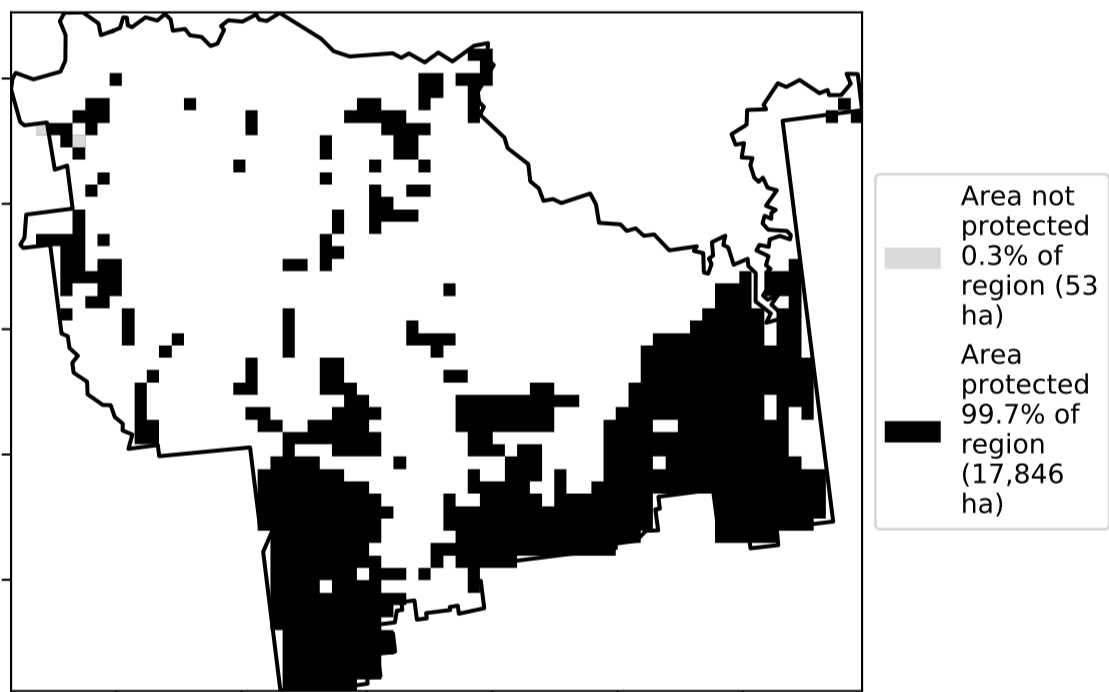 Area not
protected
0.3% of
region (53
ha)
Area
protected
99.7% of
region
(17,846
ha)